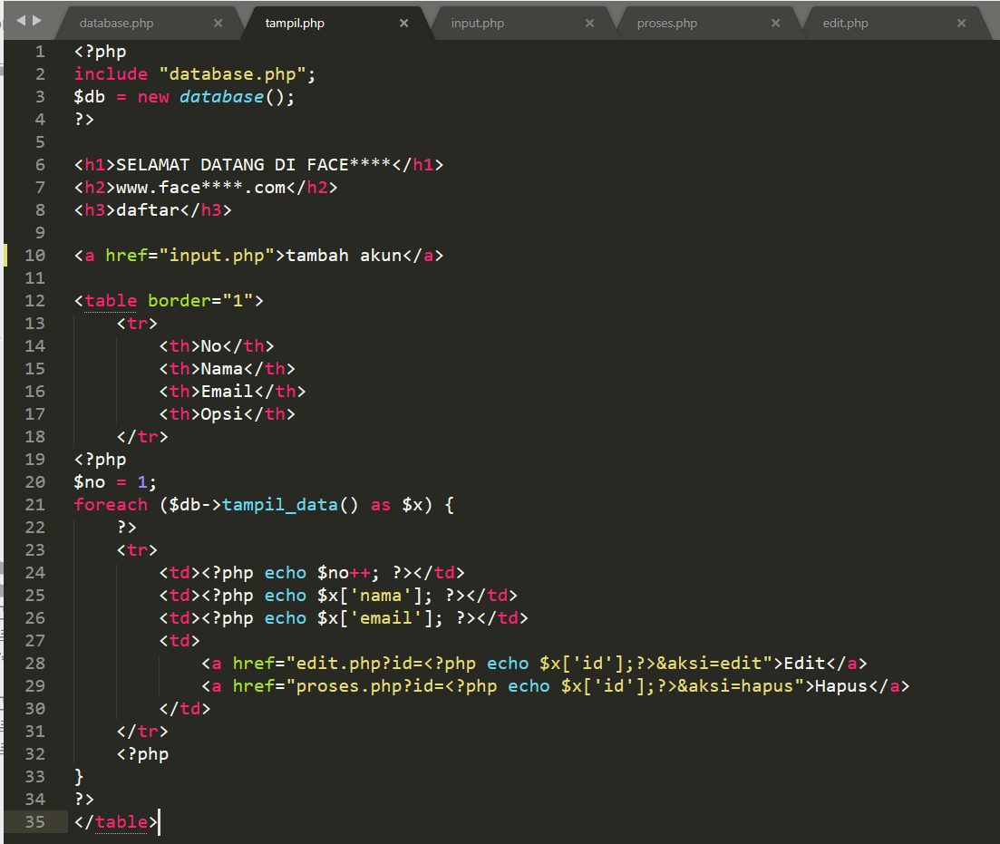 database.php × tampil.php × input.php × proses.php × edit.php ×
1 <?php
2 include "database.php";
3 $db = new database();
4 ?>
5
6 <h1>SELAMAT DATANG DI FACE****</h1>
7 <h2>www.face****.com</h2>
8 <h3>daftar</h3>
9
10 <a href="input.php">tambah akun</a>
11
12 <table border="1">
13     <tr>
14         <th>No</th>
15         <th>Nama</th>
16         <th>Email</th>
17         <th>Opsi</th>
18     </tr>
19 <?php
20 $no = 1;
21 foreach ($db->tampil_data() as $x) {
22     ?>
23     <tr>
24         <td><?php echo $no++; ?></td>
25         <td><?php echo $x['nama']; ?></td>
26         <td><?php echo $x['email']; ?></td>
27         <td>
28             <a href="edit.php?id=<?php echo $x['id'];?>&aksi=edit">Edit</a>
29             <a href="proses.php?id=<?php echo $x['id'];?>&aksi=hapus">Hapus</a>
30         </td>
31     </tr>
32     <?php
33 }
34 ?>
35 </table>